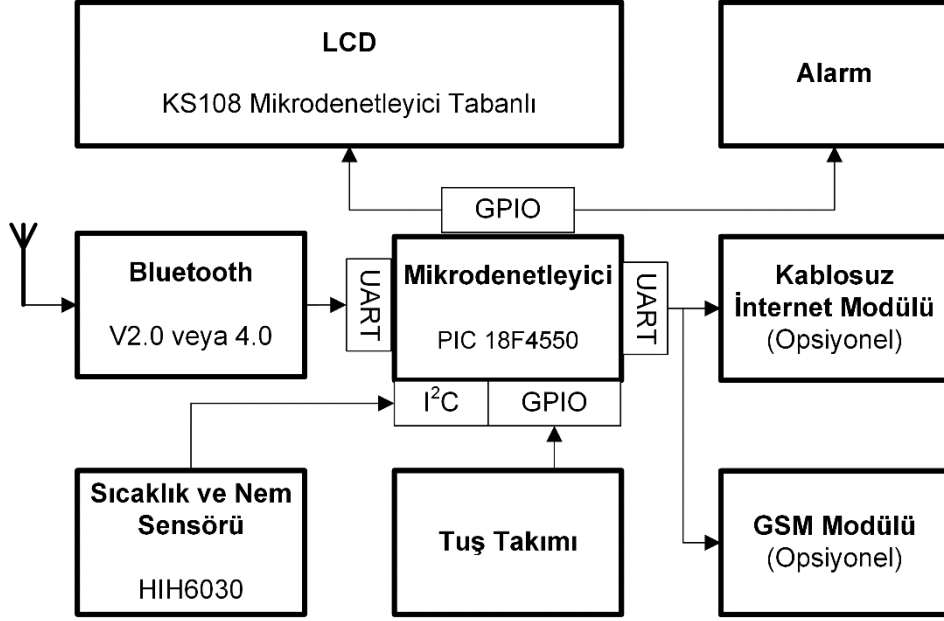 LCD
KS108 Mikrodenetleyici Tabanlı
Alarm
GPIO
Bluetooth
V2.0 veya 4.0
UART
Mikrodenetleyici
PIC 18F4550
UART
Kablosuz
İnternet Modülü
(Opsiyonel)
I²C
GPIO
Sıcaklık ve Nem
Sensörü
HIH6030
Tuş Takımı
GSM Modülü
(Opsiyonel)